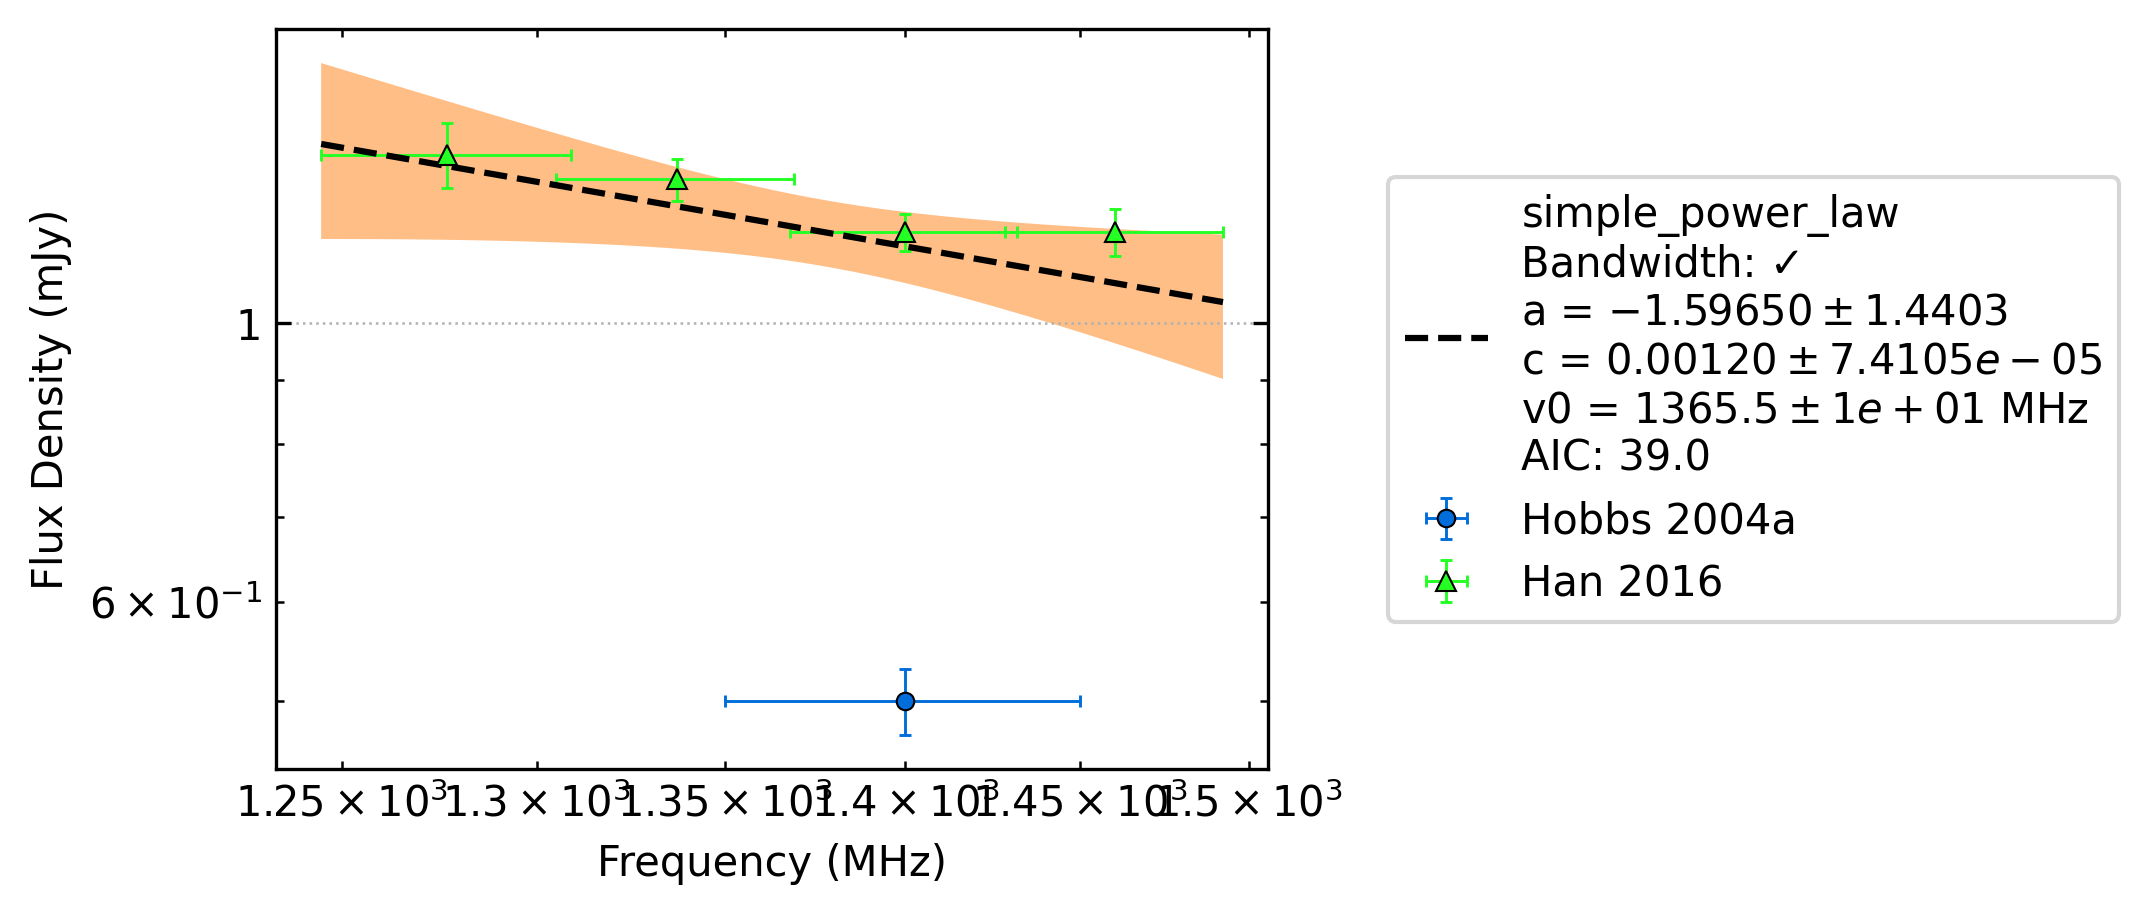 Flux Density (mJy)
1
6 × 10⁻¹
1.25 × 10³
1.3 × 10³
1.35 × 10³
1.4 × 10³
1.45 × 10³
1.5 × 10³
Frequency (MHz)
simple_power_law
Bandwidth: ✓
a = −1.59650 ± 1.4403
c = 0.00120 ± 7.4105e − 05
v0 = 1365.5 ± 1e + 01 MHz
AIC: 39.0
Hobbs 2004a
Han 2016